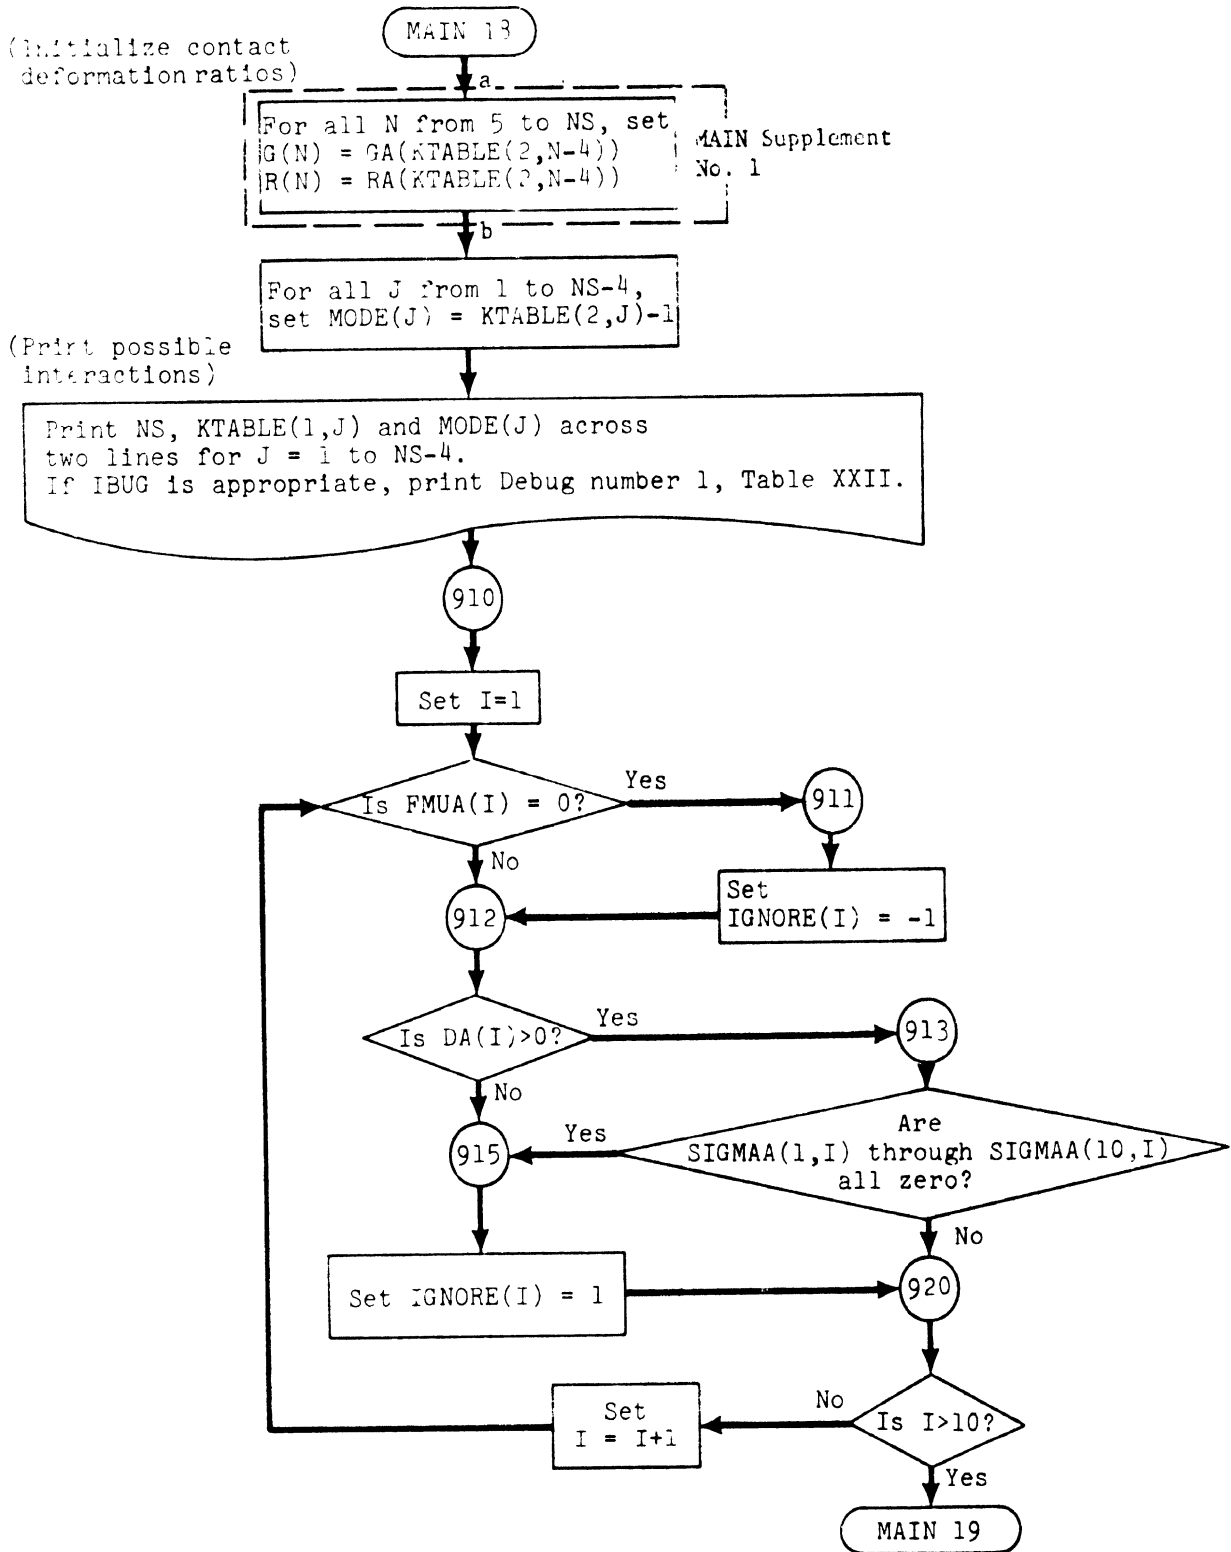 MAIN 18
(Initialize contact
deformation ratios)
a
For all N from 5 to NS, set
G(N) = GA(KTABLE(2,N-4))
R(N) = RA(KTABLE(2,N-4))
MAIN Supplement
No. 1
b
For all J from 1 to NS-4,
set MODE(J) = KTABLE(2,J)-1
(Print possible
interactions)
Print NS, KTABLE(1,J) and MODE(J) across
two lines for J = 1 to NS-4.
If IBUG is appropriate, print Debug number 1, Table XXII.
910
Set I=1
Is FMUA(I) = 0?
Yes
911
No
Set
IGNORE(I) = -1
912
Is DA(I)>0?
Yes
913
No
Are
SIGMAA(1,I) through SIGMAA(10,I)
all zero?
Yes
915
No
Set IGNORE(I) = 1
920
Is I>10?
No
Set
I = I+1
Yes
MAIN 19